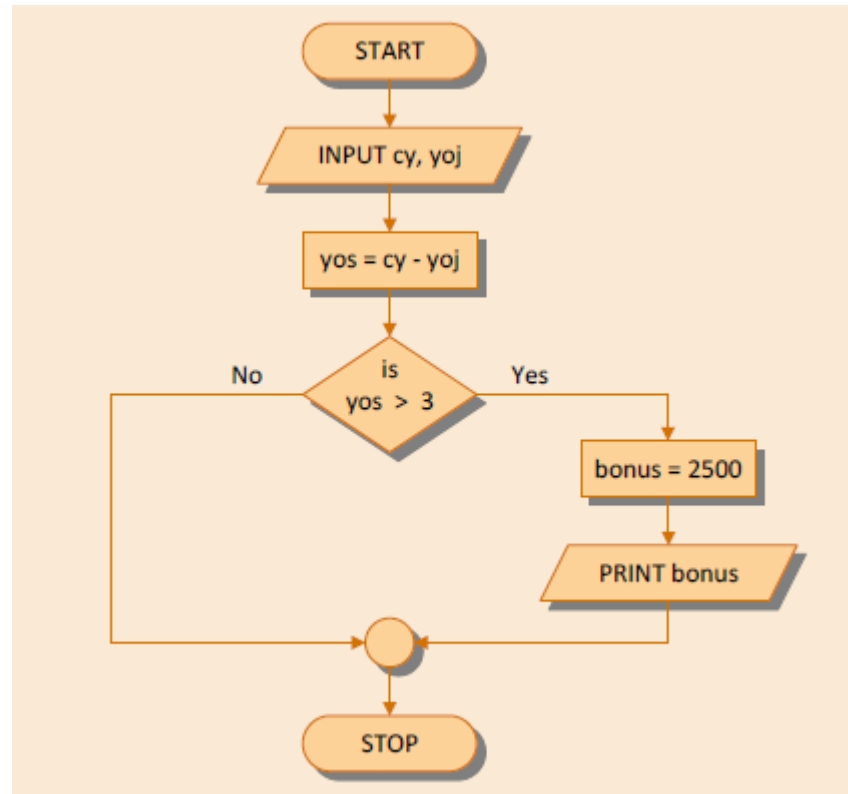 START
INPUT cy, yoj
yos = cy - yoj
is
yos > 3
No
Yes
bonus = 2500
PRINT bonus
STOP